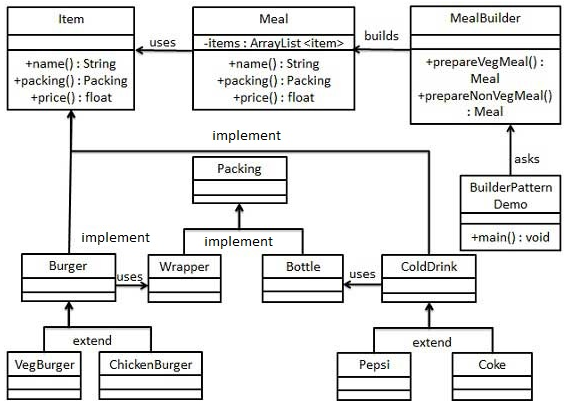 Item
Meal
MealBuilder
uses
-items : ArrayList <item>
builds
+name() : String
+packing() : Packing
+price() : float
+name() : String
+packing() : Packing
+price() : float
+prepareVegMeal() :
Meal
+prepareNonVegMeal()
: Meal
implement
asks
Packing
BuilderPattern
Demo
+main() : void
implement
implement
Burger
uses
Wrapper
Bottle
uses
ColdDrink
extend
extend
VegBurger
ChickenBurger
Pepsi
Coke